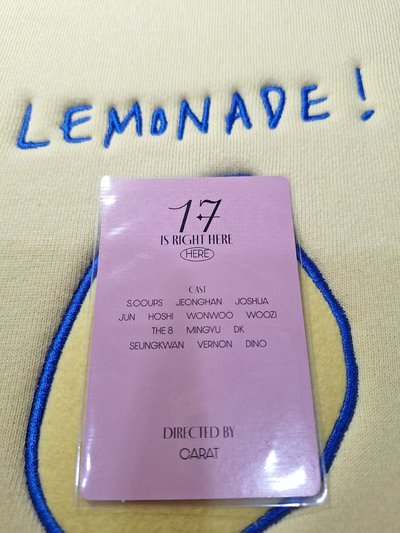 LEMONADE!
17
IS RIGHT HERE
HERE
CAST
S.COUPS JEONGHAN JOSHUA
JUN HOSHI WONWOO WOOZI
THE 8 MINGYU DK
SEUNGKWAN VERNON DINO
DIRECTED BY
CARAT